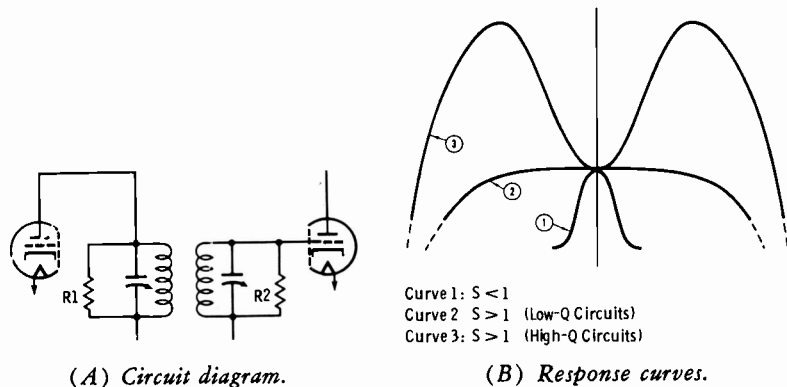 3
2
1
R1
R2
Curve 1: S < 1
Curve 2 S > 1 (Low-Q Circuits)
Curve 3: S > 1 (High-Q Circuits)
(A) Circuit diagram.
(B) Response curves.